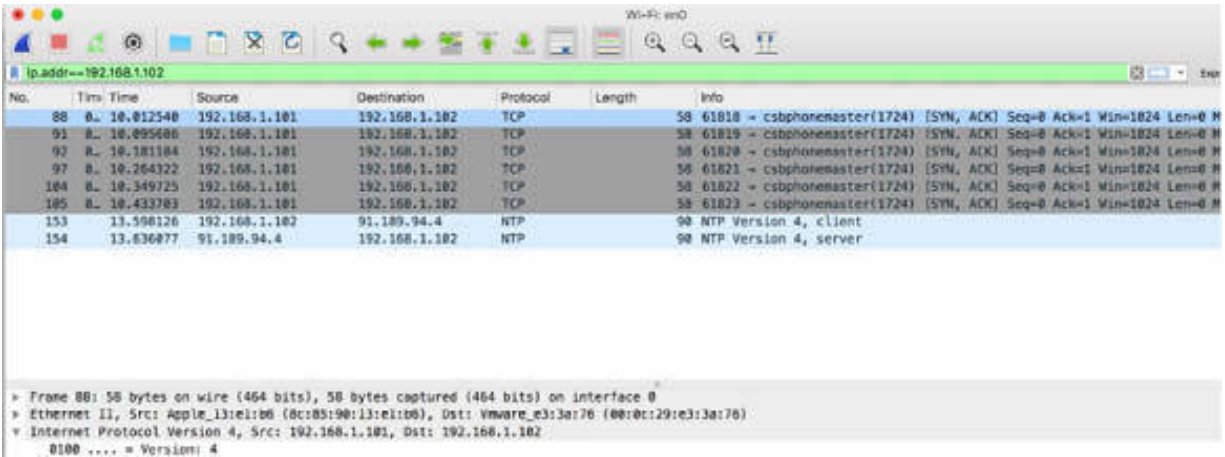 Wi-Fi: en0
ip.addr==192.168.1.102
No. Time Time Source Destination Protocol Length Info
88 0… 10.012540 192.168.1.101 192.168.1.102 TCP 58 61818 → csbphonemaster(1724) [SYN, ACK] Seq=0 Ack=1 Win=1024 Len=0 M
91 0… 10.095606 192.168.1.101 192.168.1.102 TCP 58 61819 → csbphonemaster(1724) [SYN, ACK] Seq=0 Ack=1 Win=1024 Len=0 M
92 0… 10.181184 192.168.1.101 192.168.1.102 TCP 58 61820 → csbphonemaster(1724) [SYN, ACK] Seq=0 Ack=1 Win=1024 Len=0 M
97 0… 10.264322 192.168.1.101 192.168.1.102 TCP 58 61821 → csbphonemaster(1724) [SYN, ACK] Seq=0 Ack=1 Win=1024 Len=0 M
104 0… 10.349725 192.168.1.101 192.168.1.102 TCP 58 61822 → csbphonemaster(1724) [SYN, ACK] Seq=0 Ack=1 Win=1024 Len=0 M
105 0… 10.433703 192.168.1.101 192.168.1.102 TCP 58 61823 → csbphonemaster(1724) [SYN, ACK] Seq=0 Ack=1 Win=1024 Len=0 M
153 13.598126 192.168.1.102 91.189.94.4 NTP 90 NTP Version 4, client
154 13.636077 91.189.94.4 192.168.1.102 NTP 90 NTP Version 4, server
Frame 88: 58 bytes on wire (464 bits), 58 bytes captured (464 bits) on interface 0
Ethernet II, Src: Apple_13:e1:b6 (8c:85:90:13:e1:b6), Dst: Vmware_e3:3a:76 (00:0c:29:e3:3a:76)
Internet Protocol Version 4, Src: 192.168.1.101, Dst: 192.168.1.102
0100 .... = Version: 4